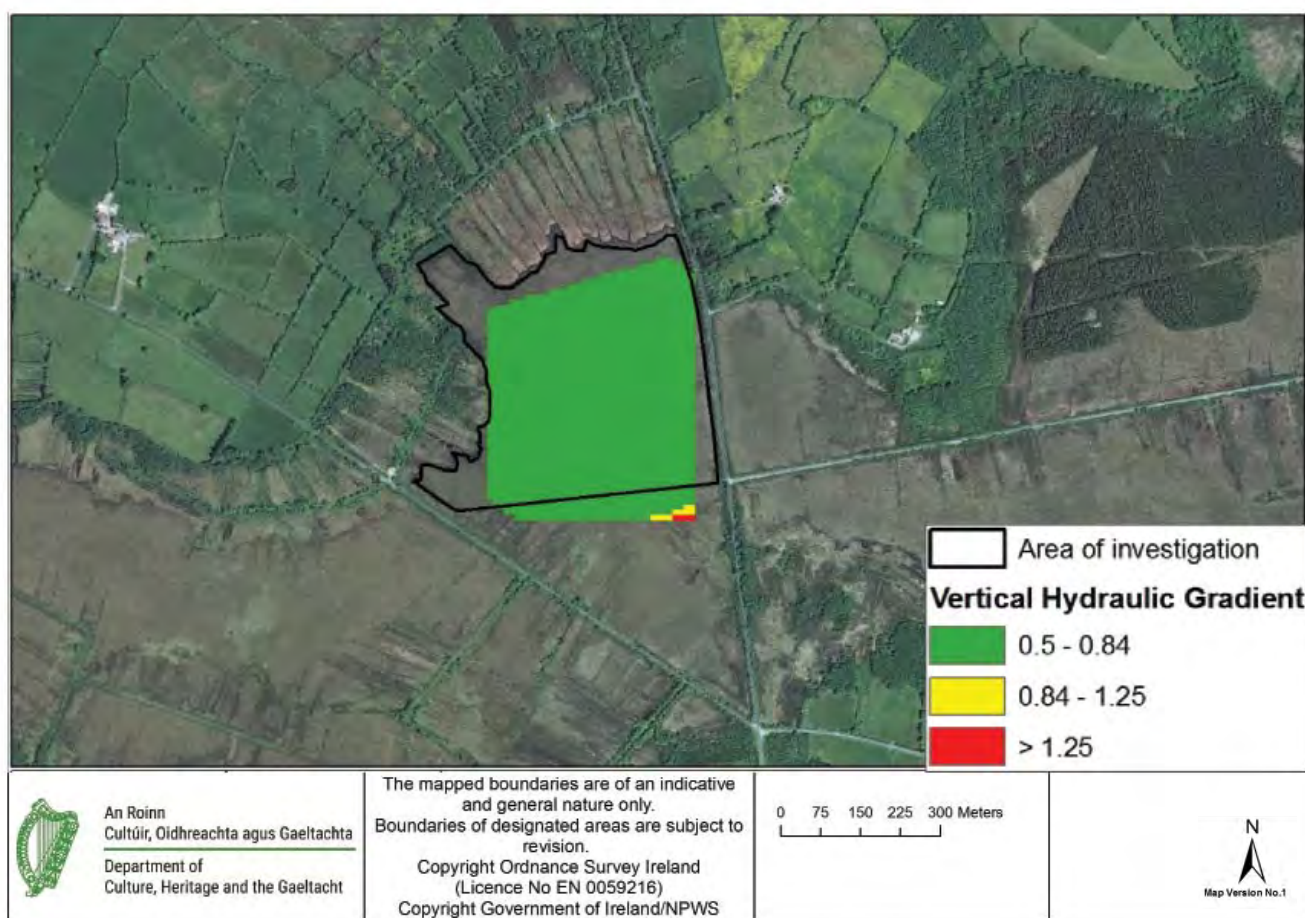 Area of investigation
Vertical Hydraulic Gradient
0.5 - 0.84
0.84 - 1.25
> 1.25
An Roinn
Cultúir, Oidhreachta agus Gaeltachta
Department of
Culture, Heritage and the Gaeltacht
The mapped boundaries are of an indicative
and general nature only.
Boundaries of designated areas are subject to
revision.
Copyright Ordnance Survey Ireland
(Licence No EN 0059216)
Copyright Government of Ireland/NPWS
0 75 150 225 300 Meters
N
Map Version No.1